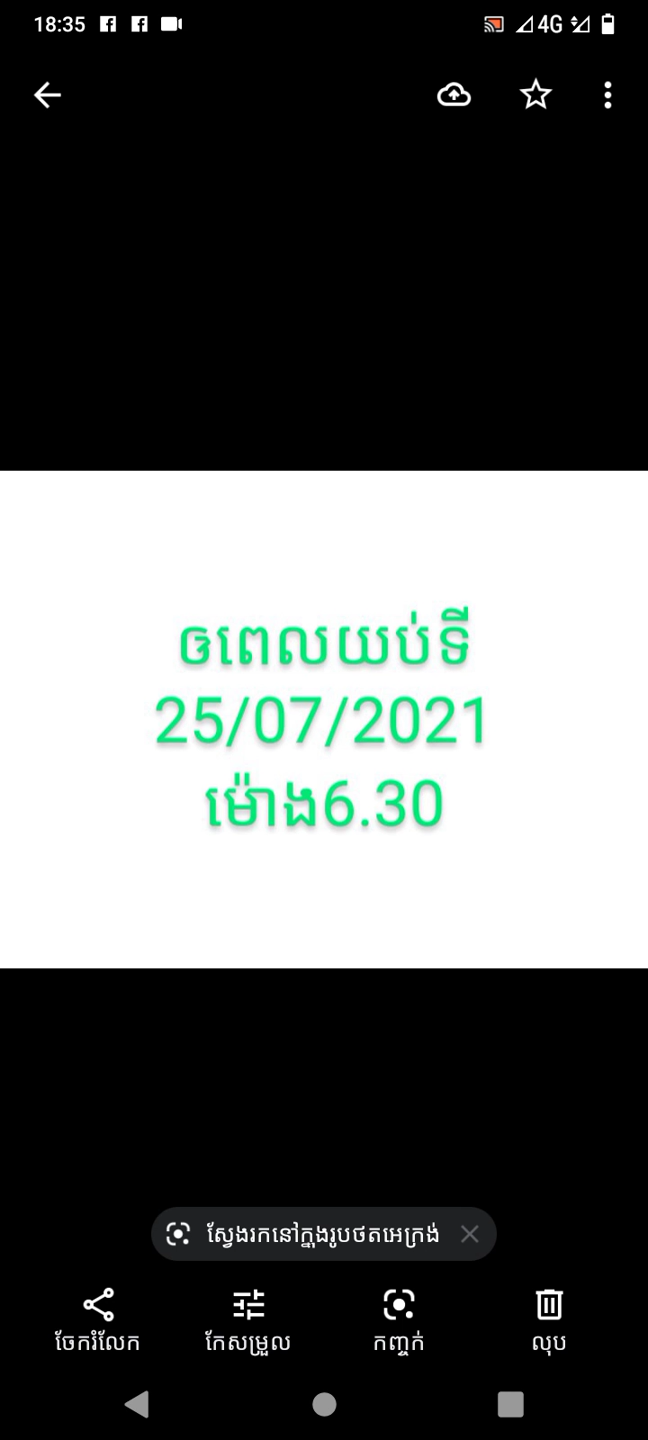 18:35 4G
ឲពេលយប់ទី
25/07/2021
ម៉ោង6.30
ស្វែងរកនៅក្នុងរូបថតអេក្រង់
ចែករំលែក កែសម្រួល កញ្ចក់ លុប